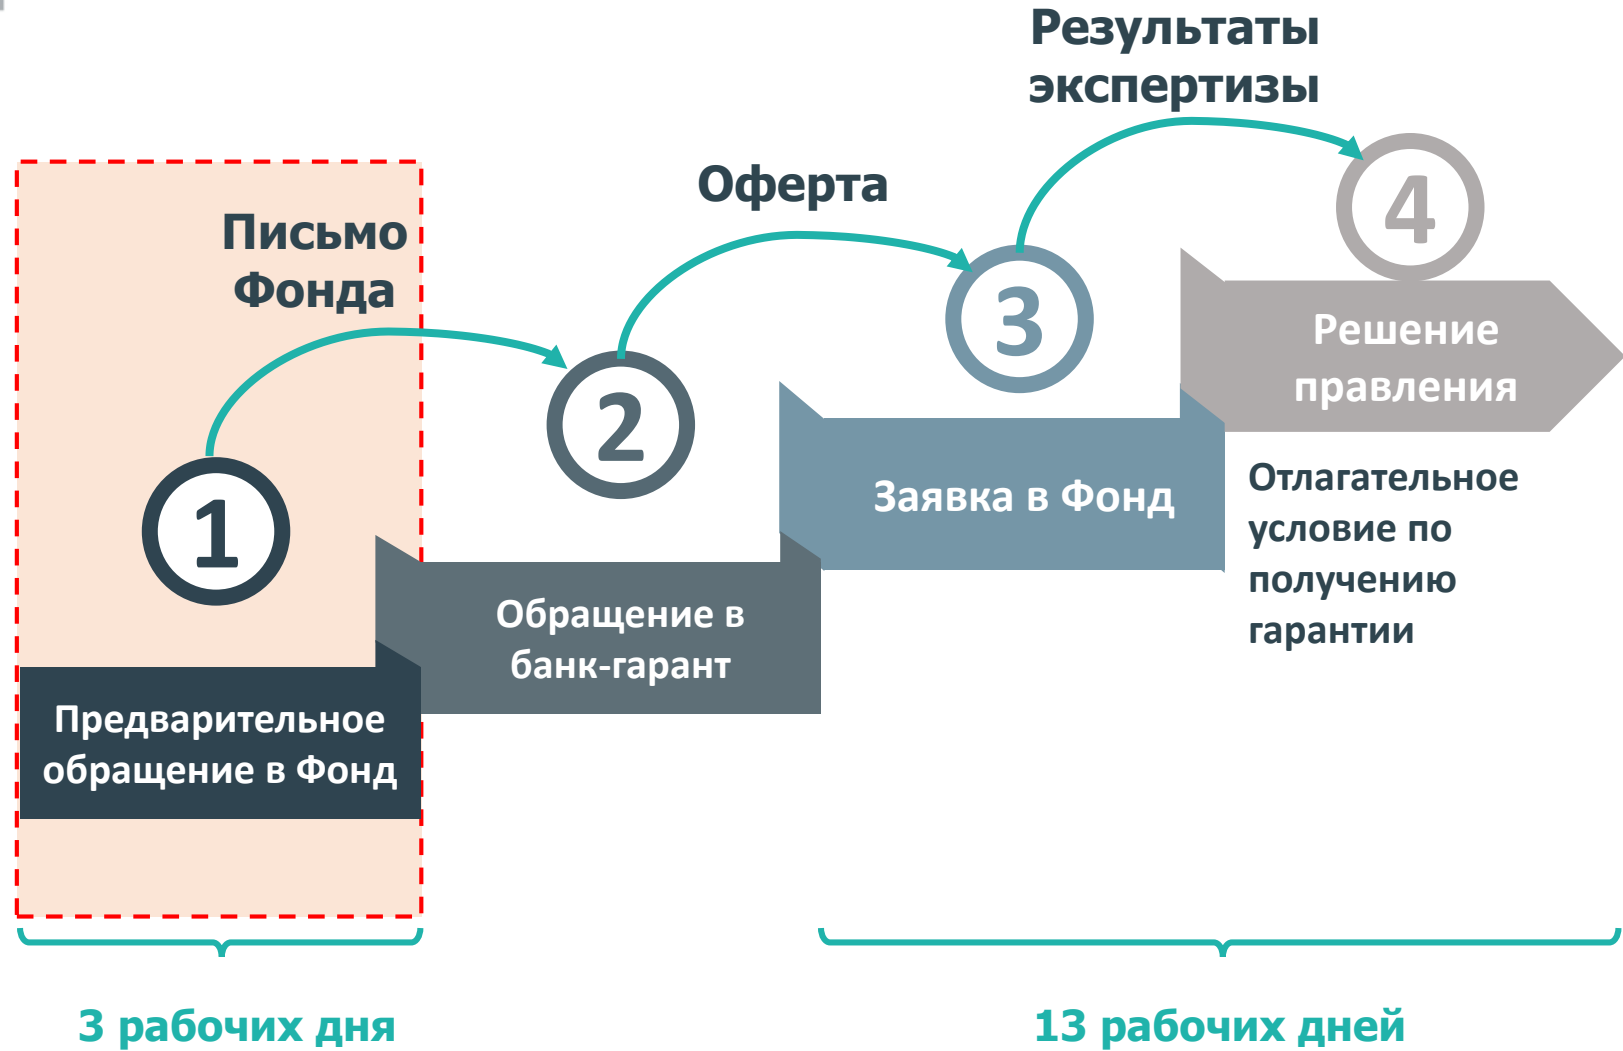 Результаты
экспертизы
4
Оферта
Письмо
Фонда
3
Решение
правления
2
Заявка в Фонд
Отлагательное
условие по
получению
гарантии
1
Обращение в
банк-гарант
Предварительное
обращение в Фонд
3 рабочих дня
13 рабочих дней